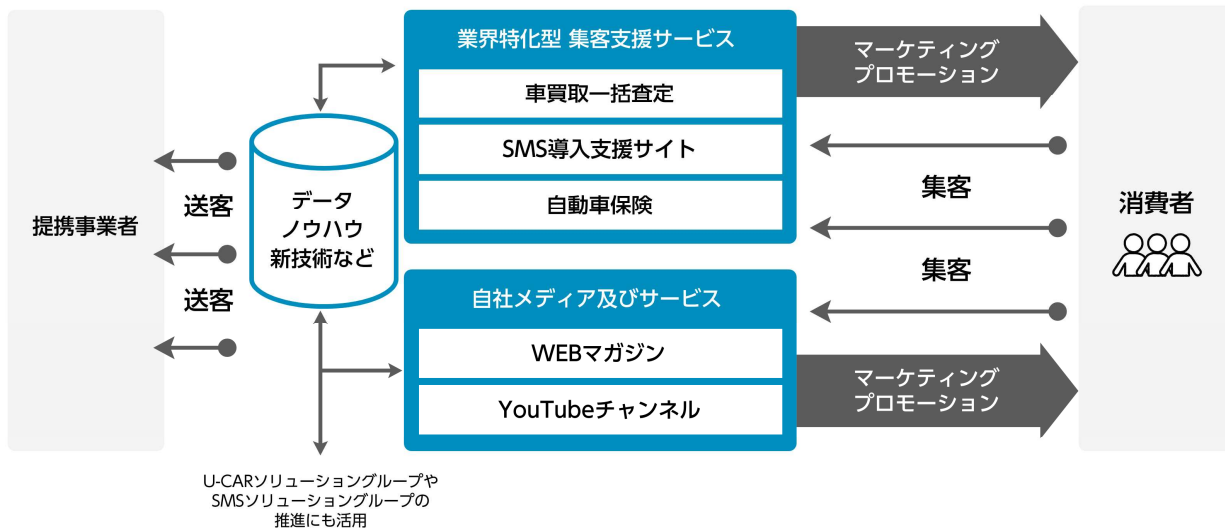 提携事業者
送客
送客
データ
ノウハウ
新技術など
U-CARソリューショングループや
SMSソリューショングループの
推進にも活用
業界特化型 集客支援サービス
車買取一括査定
SMS導入支援サイト
自動車保険
自社メディア及びサービス
WEBマガジン
YouTubeチャンネル
マーケティング
プロモーション
集客
集客
マーケティング
プロモーション
消費者